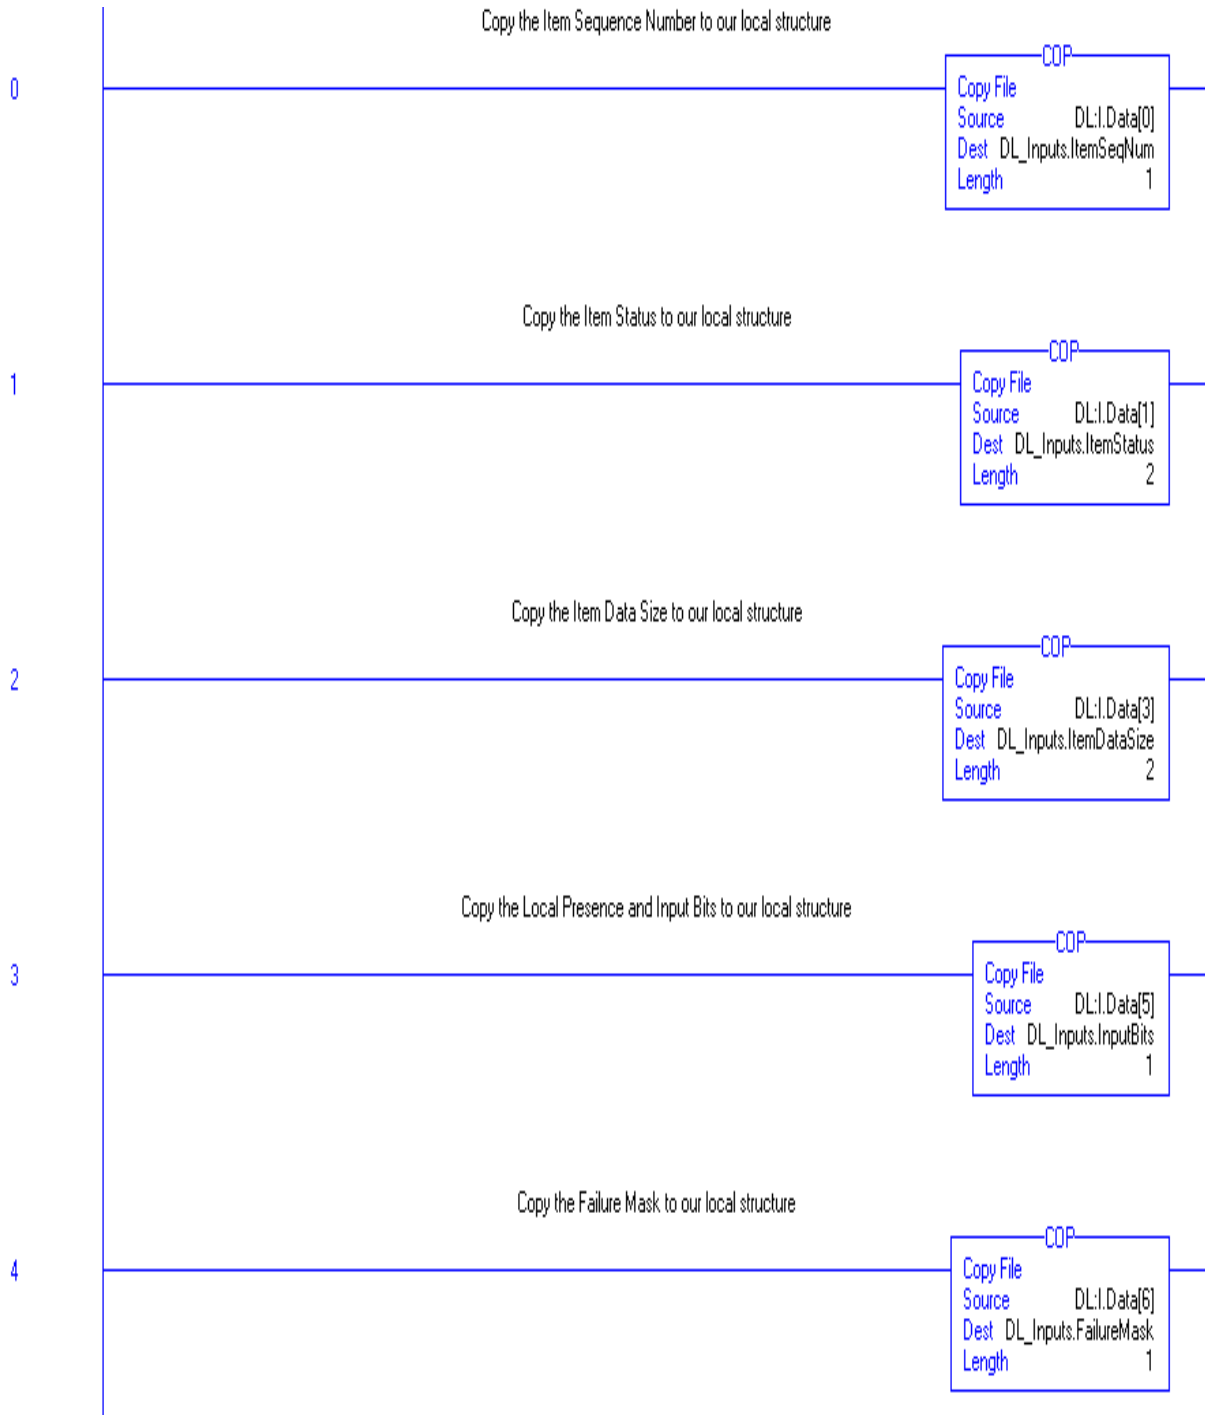 Copy the Item Sequence Number to our local structure
0
COP
Copy File
Source DL:I.Data[0]
Dest DL_Inputs.ItemSeqNum
Length 1
Copy the Item Status to our local structure
1
COP
Copy File
Source DL:I.Data[1]
Dest DL_Inputs.ItemStatus
Length 2
Copy the Item Data Size to our local structure
2
COP
Copy File
Source DL:I.Data[3]
Dest DL_Inputs.ItemDataSize
Length 2
Copy the Local Presence and Input Bits to our local structure
3
COP
Copy File
Source DL:I.Data[5]
Dest DL_Inputs.InputBits
Length 1
Copy the Failure Mask to our local structure
4
COP
Copy File
Source DL:I.Data[6]
Dest DL_Inputs.FailureMask
Length 1